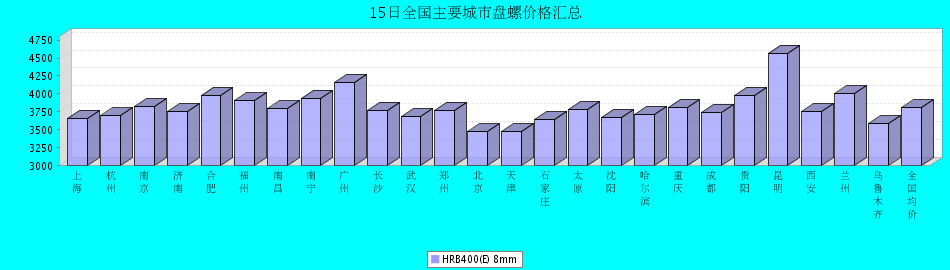 15日全国主要城市盘螺价格汇总
4750
4500
4250
4000
3750
3500
3250
3000
上海
杭州
南京
济南
合肥
福州
南昌
南宁
广州
长沙
武汉
郑州
北京
天津
石家庄
太原
沈阳
哈尔滨
重庆
成都
贵阳
昆明
西安
兰州
乌鲁木齐
全国均价
HRB400(E) 8mm